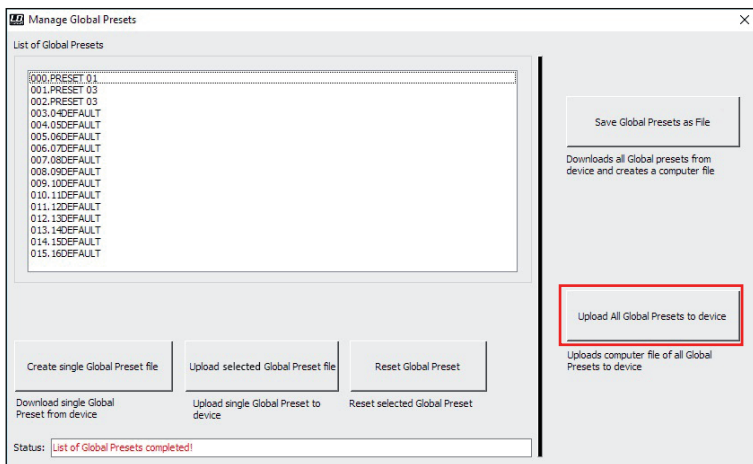 LD Manage Global Presets
List of Global Presets
000.PRESET 01
001.PRESET 03
002.PRESET 03
003.04DEFAULT
004.05DEFAULT
005.06DEFAULT
006.07DEFAULT
007.08DEFAULT
008.09DEFAULT
009.10DEFAULT
010.11DEFAULT
011.12DEFAULT
012.13DEFAULT
013.14DEFAULT
014.15DEFAULT
015.16DEFAULT
Save Global Presets as File
Downloads all Global presets from
device and creates a computer file
Upload All Global Presets to device
Uploads computer file of all Global
Presets to device
Create single Global Preset file
Download single Global
Preset from device
Upload selected Global Preset file
Upload single Global Preset to
device
Reset Global Preset
Reset selected Global Preset
Status: List of Global Presets completed!